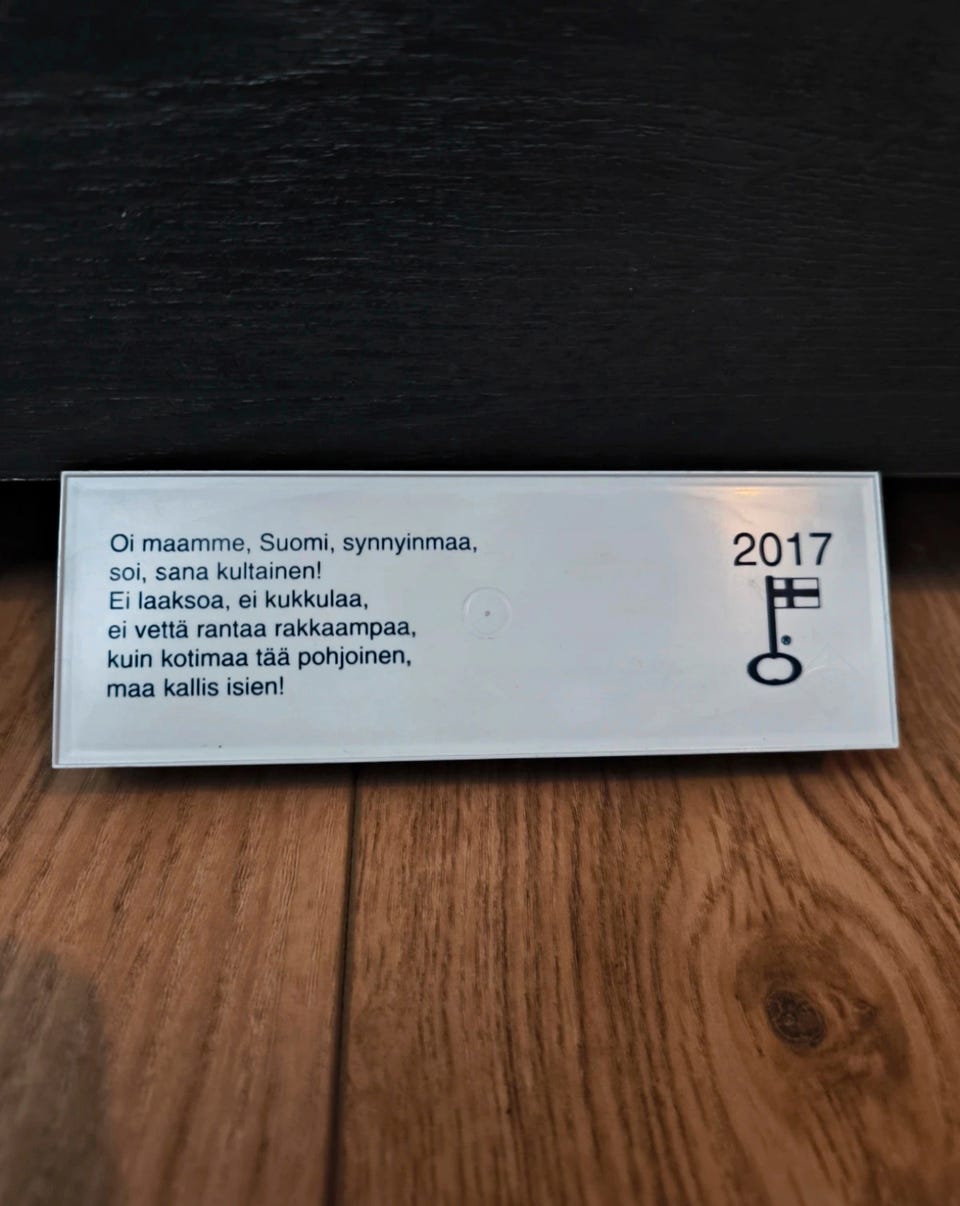 Oi maamme, Suomi, synnyinmaa,
soi, sana kultainen!
Ei laaksoa, ei kukkulaa,
ei vettä rantaa rakkaampaa,
kuin kotimaa tää pohjoinen,
maa kallis isien!
2017
®